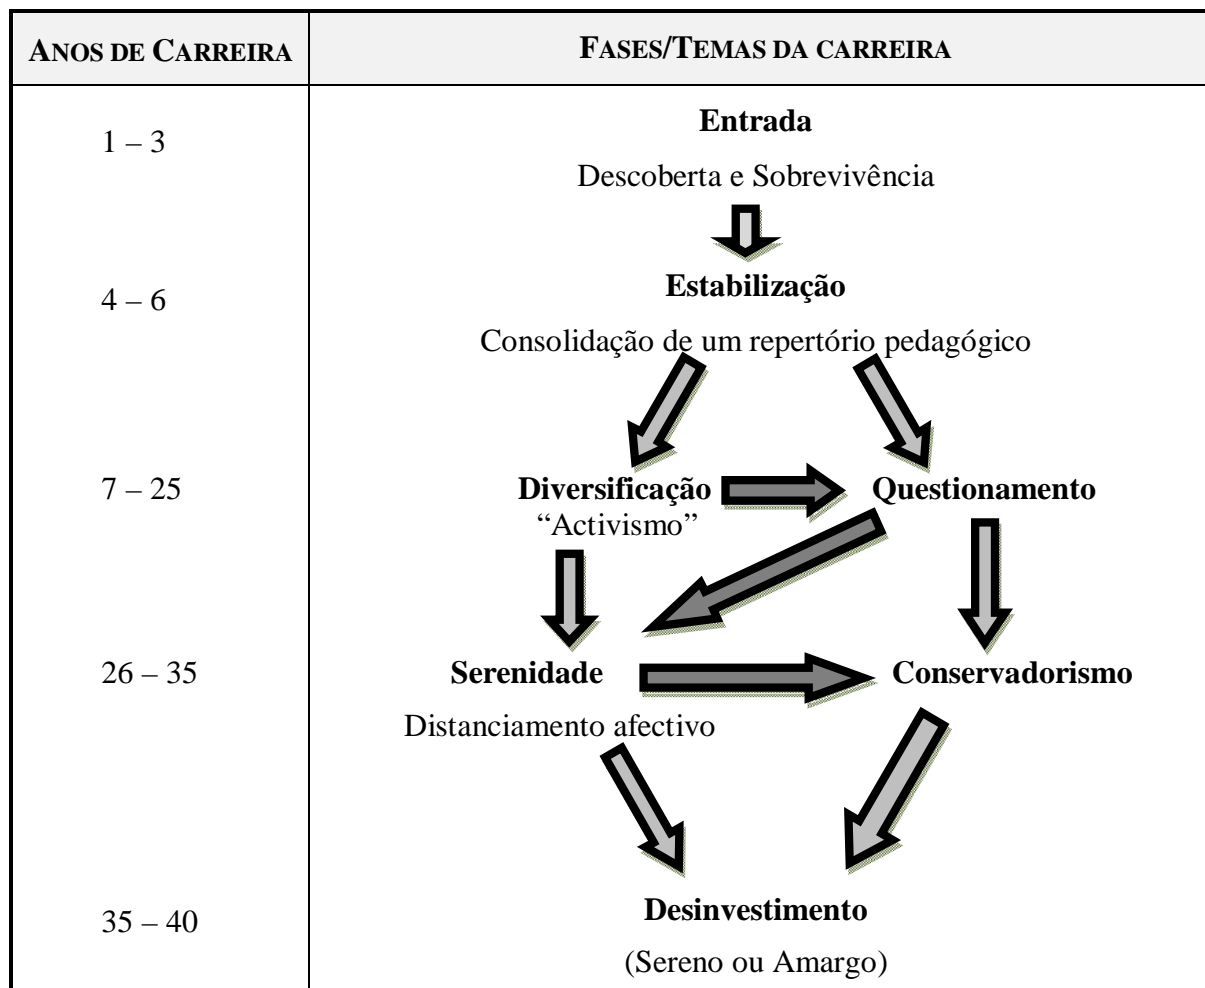 ANOS DE CARREIRA
FASES/TEMAS DA CARREIRA
1 – 3
Entrada
Descoberta e Sobrevivência
4 – 6
Estabilização
Consolidação de um repertório pedagógico
7 – 25
Diversificação
Questionamento
“Activismo”
26 – 35
Serenidade
Conservadorismo
Distanciamento afectivo
35 – 40
Desinvestimento
(Sereno ou Amargo)